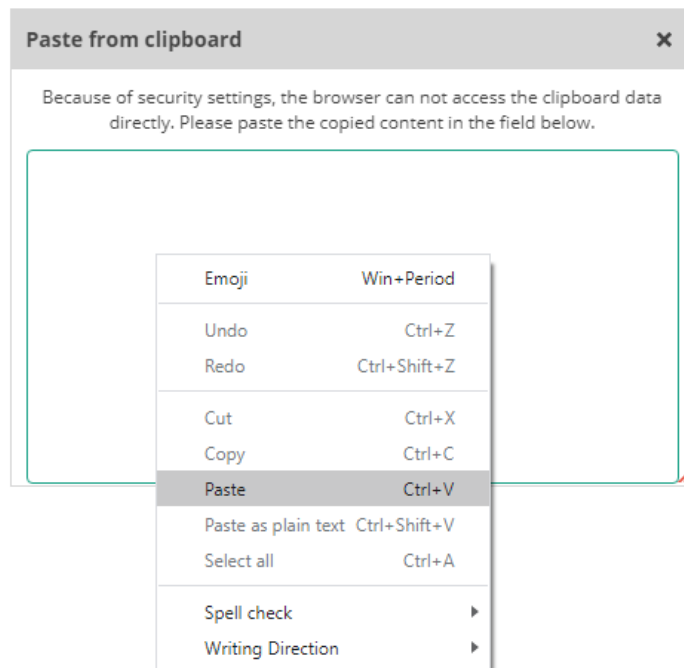 Paste from clipboard
Because of security settings, the browser can not access the clipboard data
directly. Please paste the copied content in the field below.
Emoji Win+Period
Undo Ctrl+Z
Redo Ctrl+Shift+Z
Cut Ctrl+X
Copy Ctrl+C
Paste Ctrl+V
Paste as plain text Ctrl+Shift+V
Select all Ctrl+A
Spell check
Writing Direction